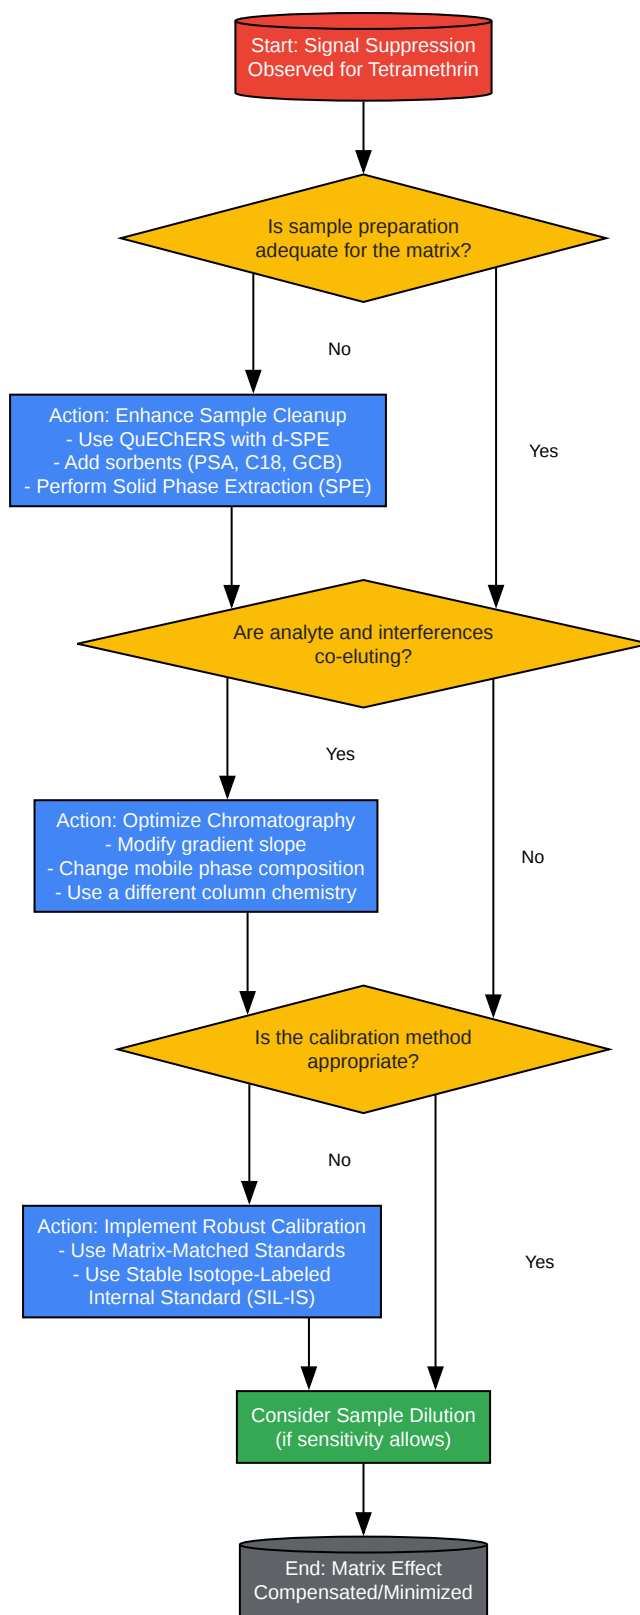 Start: Signal Suppression
Observed for Tetramethrin
Is sample preparation
adequate for the matrix?
No
Action: Enhance Sample Cleanup
- Use QuEChERS with d-SPE
- Add sorbents (PSA, C18, GCB)
- Perform Solid Phase Extraction (SPE)
Yes
Are analyte and interferences
co-eluting?
Yes
Action: Optimize Chromatography
- Modify gradient slope
- Change mobile phase composition
- Use a different column chemistry
No
Is the calibration method
appropriate?
No
Action: Implement Robust Calibration
- Use Matrix-Matched Standards
- Use Stable Isotope-Labeled
Internal Standard (SIL-IS)
Yes
Consider Sample Dilution
(if sensitivity allows)
End: Matrix Effect
Compensated/Minimized